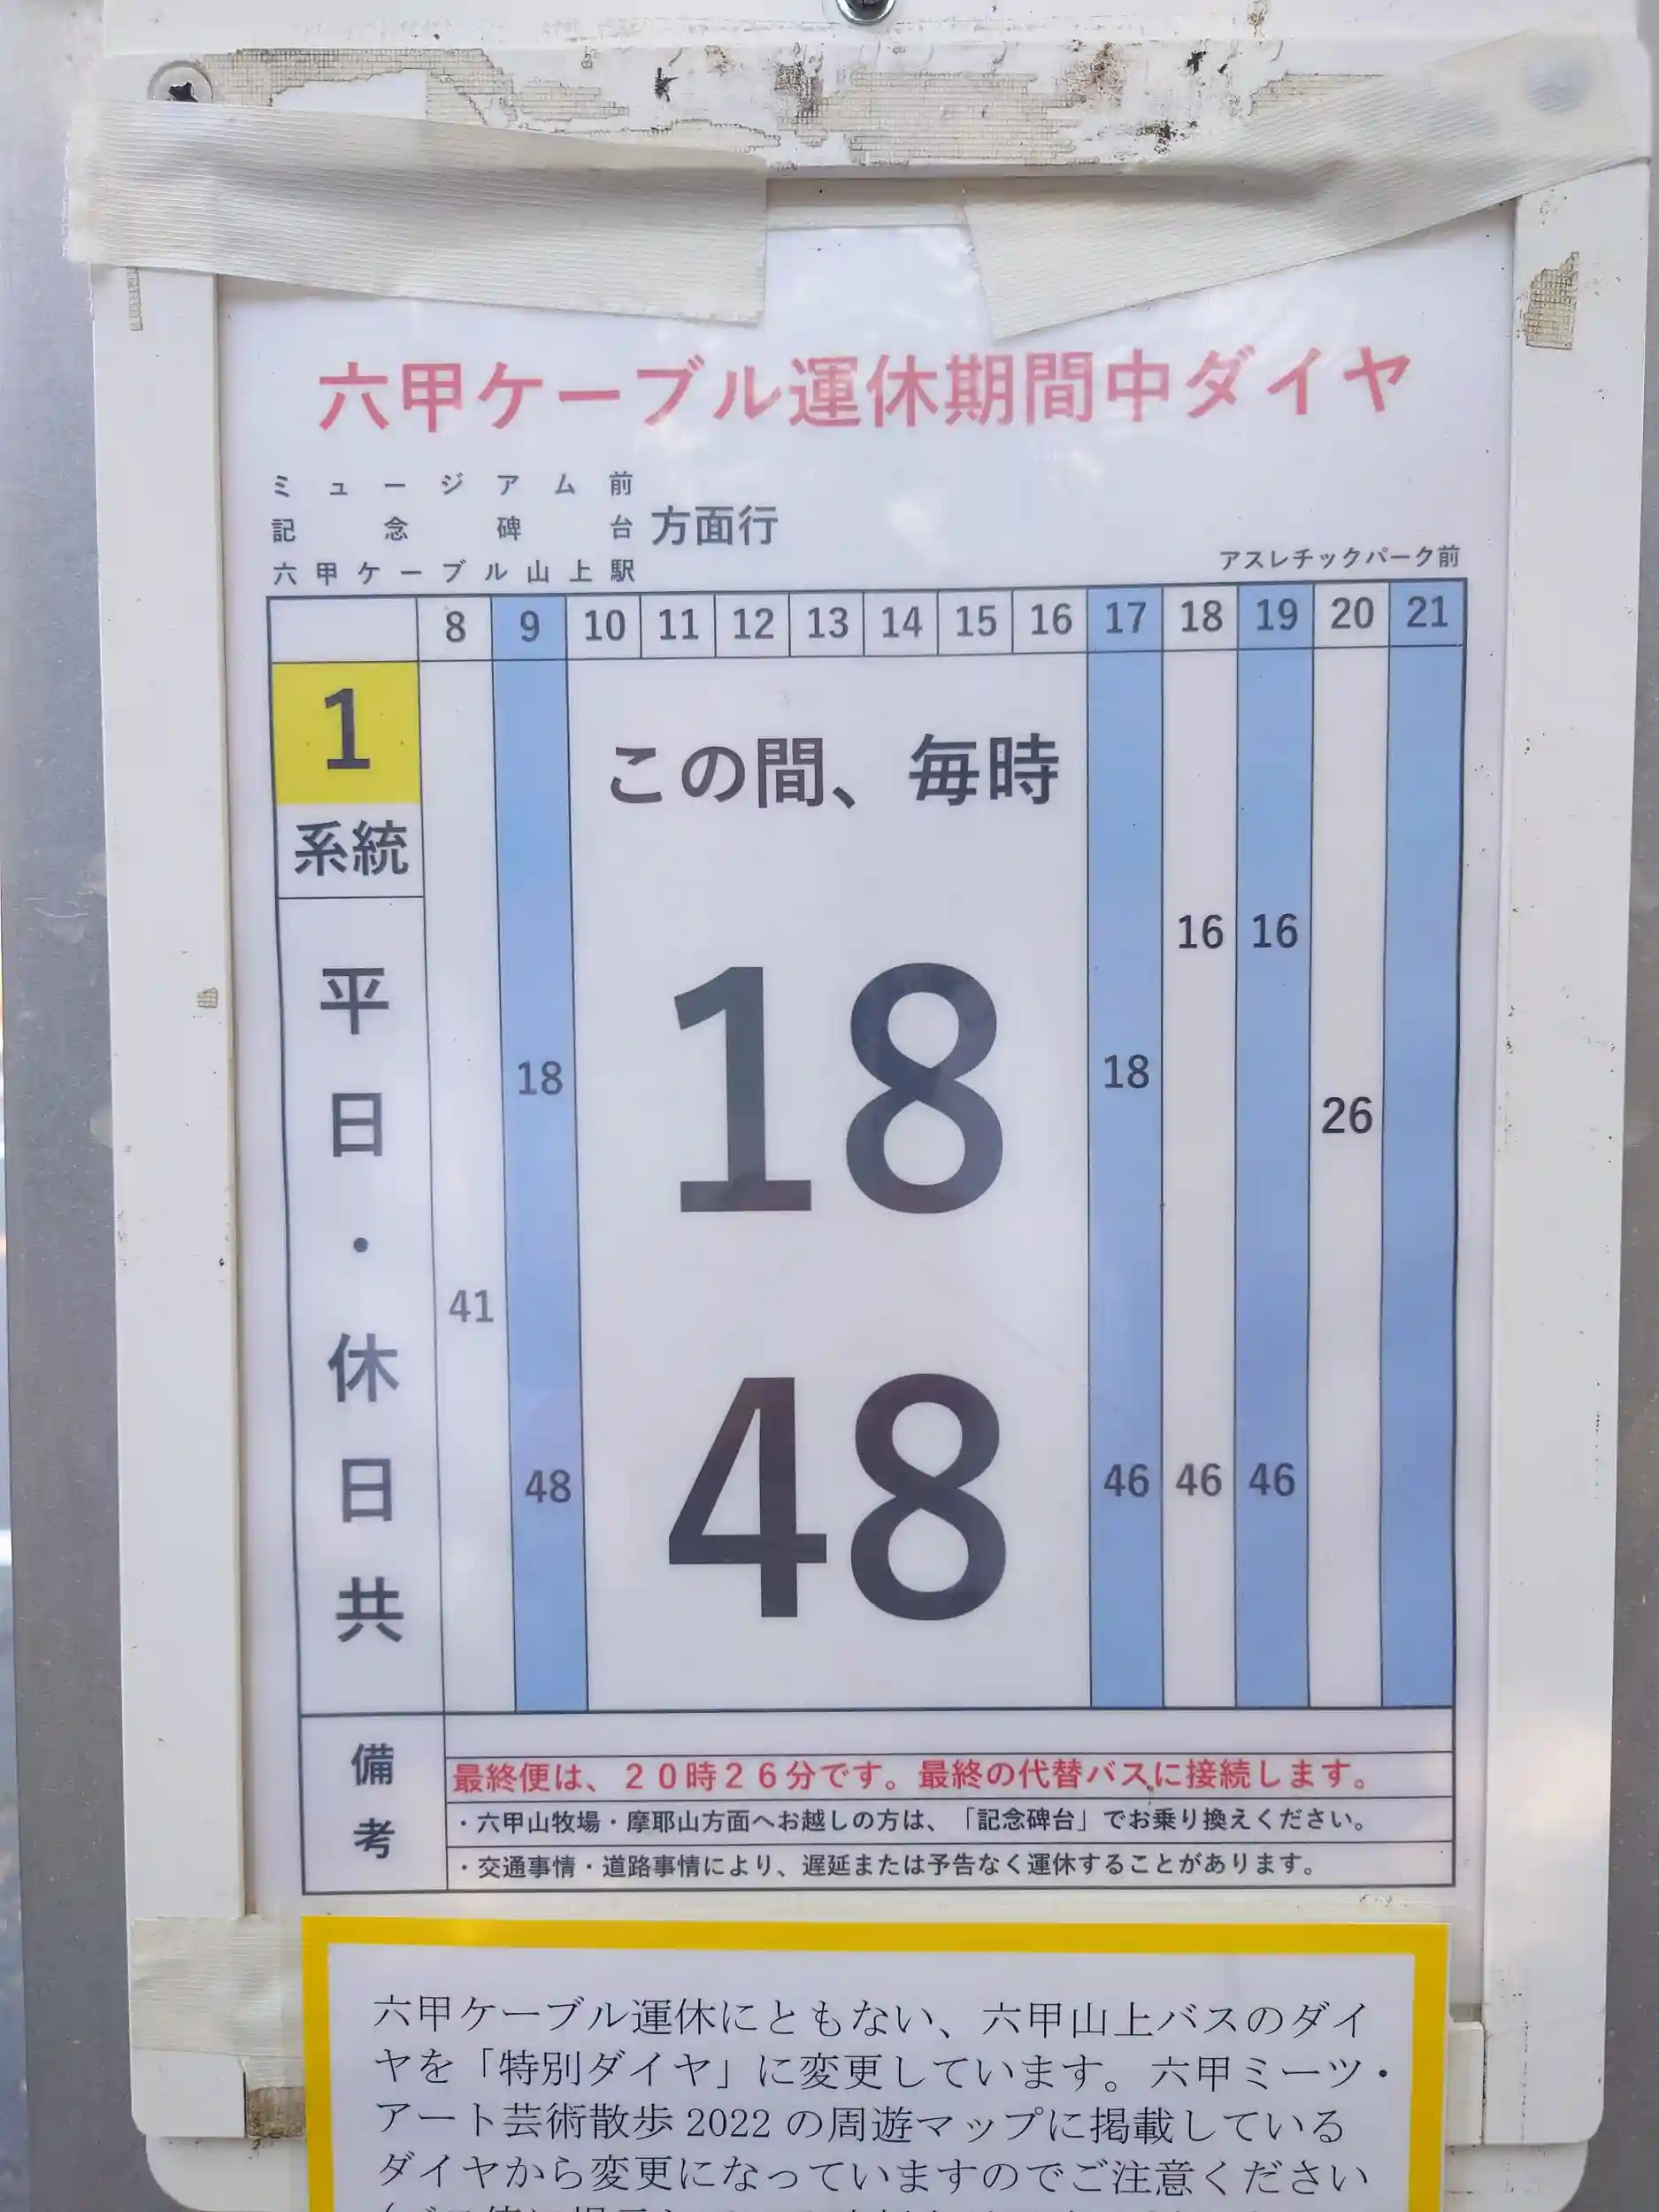 六甲ケーブル運休期間中ダイヤ
ミュージアム前
記念碑台 方面行
六甲ケーブル山上駅
アスレチックパーク前
8 9 10 11 12 13 14 15 16 17 18 19 20 21
1
系統
この間、毎時
16 16
18 18 18
26
41
48 48 46 46 46
平日・休日共
備考
最終便は、20時26分です。最終の代替バスに接続します。
・六甲山牧場・摩耶山方面へお越しの方は、「記念碑台」でお乗り換えください。
・交通事情・道路事情により、遅延または予告なく運休することがあります。
六甲ケーブル運休にともない、六甲山上バスのダイ
ヤを「特別ダイヤ」に変更しています。六甲ミーツ・
アート芸術散歩 2022 の周遊マップに掲載している
ダイヤから変更になっていますのでご注意ください